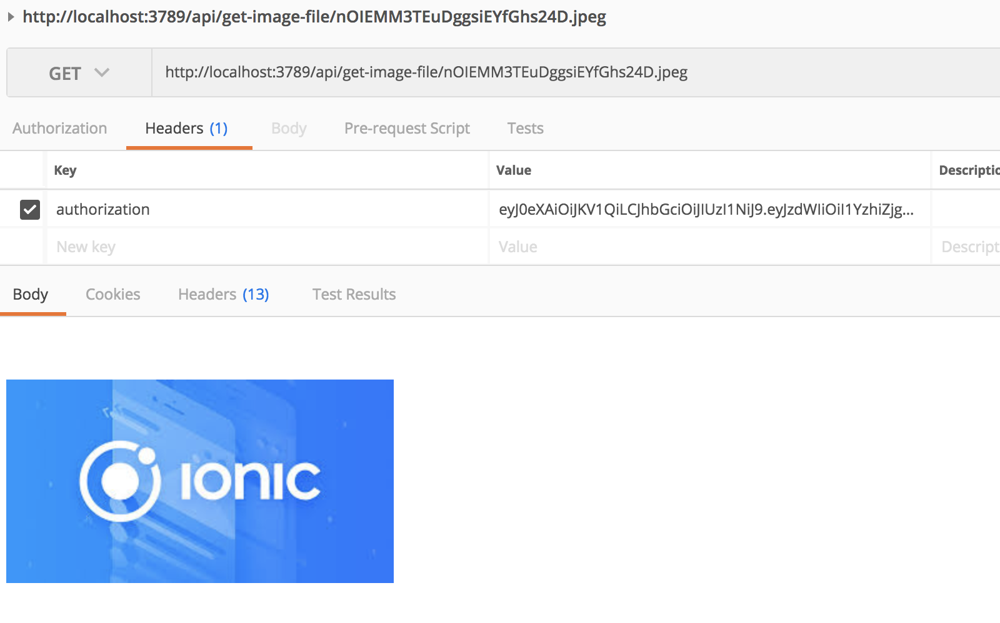 http://localhost:3789/api/get-image-file/nOIEMM3TEuDggsiEYfGhs24D.jpeg
GET http://localhost:3789/api/get-image-file/nOIEMM3TEuDggsiEYfGhs24D.jpeg
Authorization Headers (1) Body Pre-request Script Tests
Key Value Descriptio
authorization eyJ0eXAiOiJKV1QiLCJhbGciOiJIUzI1NiJ9.eyJzdWIiOiI1YzhiZjg...
New key Value Descript
Body Cookies Headers (13) Test Results
ionic